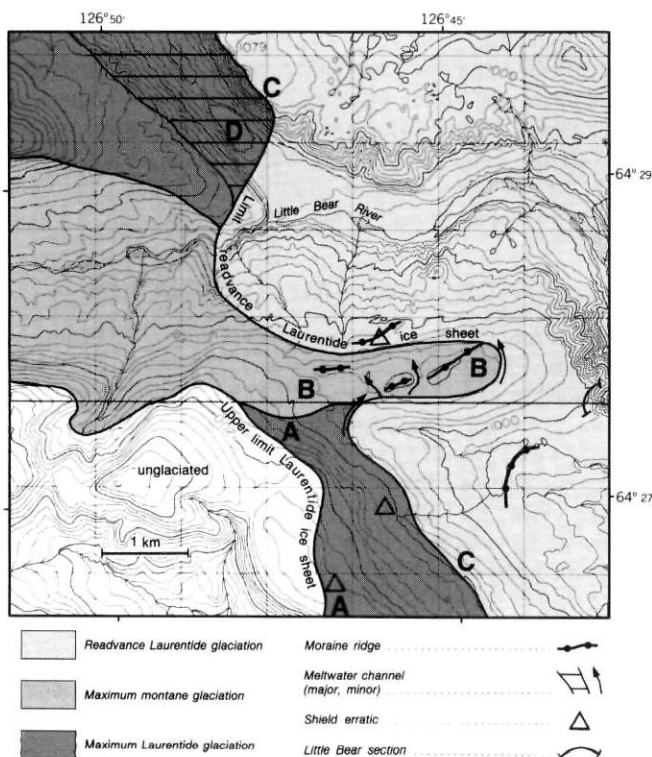 126°50'
126°45'
1079
C
D
64°29
Limit
Little Bear River
readvance
Laurentide
ice sheet
B
B
A
1000
Upper limit Laurentide
ice sheet
unglaciated
64°27
1 km
C
A
Readvance Laurentide glaciation
Maximum montane glaciation
Maximum Laurentide glaciation
Moraine ridge
Meltwater channel
(major, minor)
Shield erratic
Little Bear section